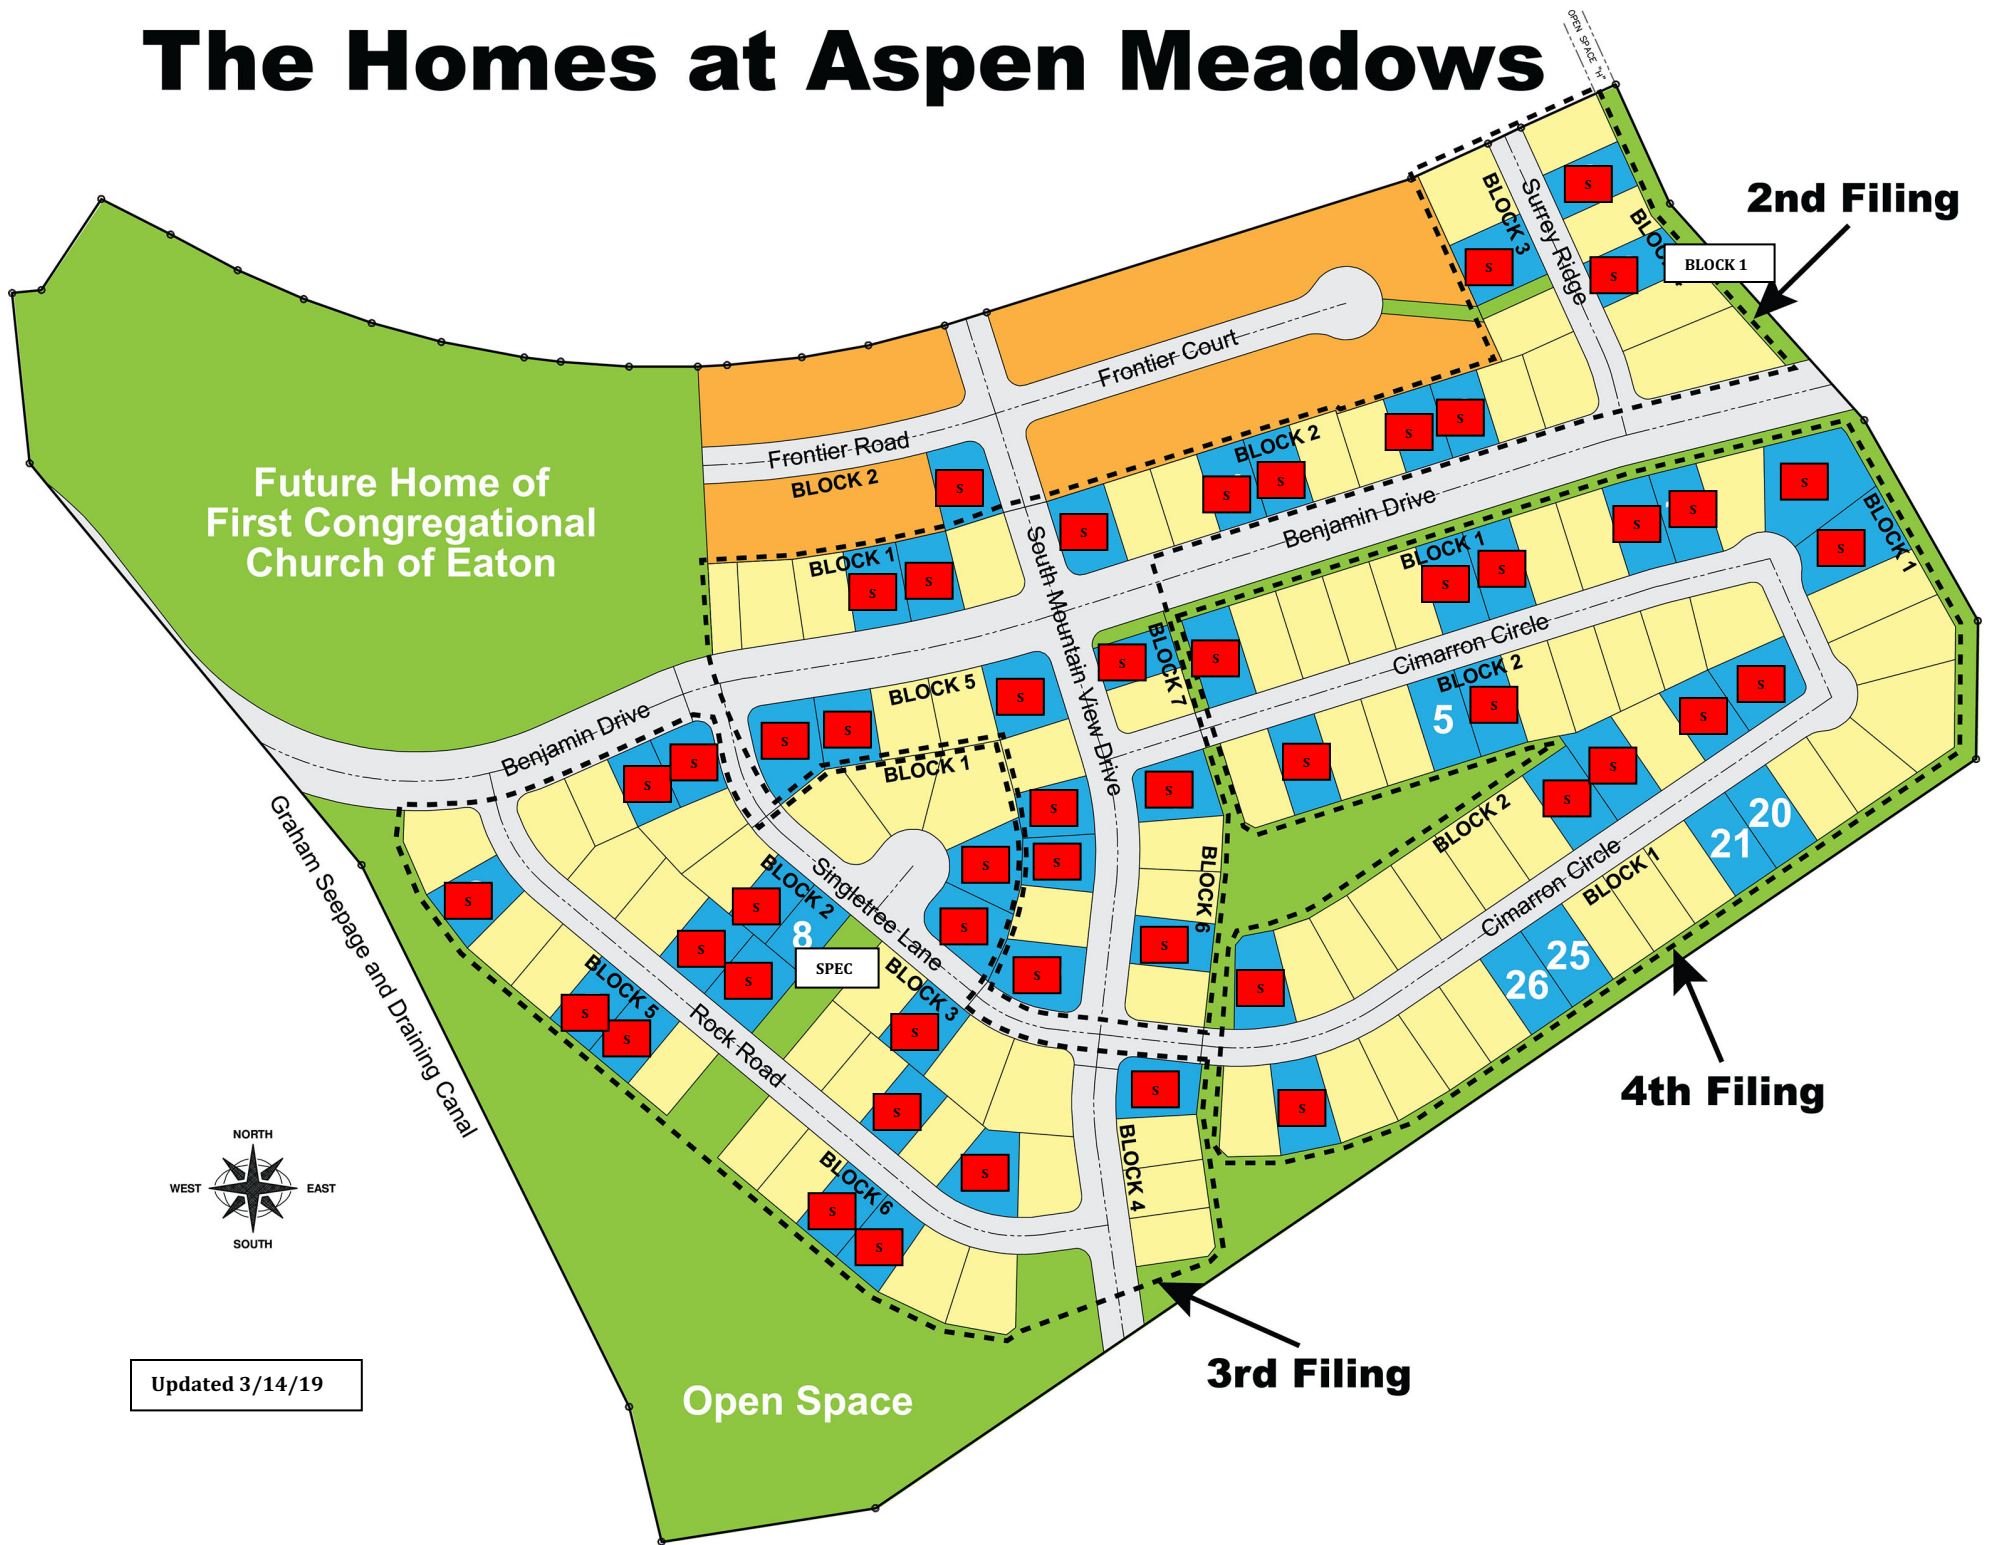 The Homes at Aspen Meadows
OPEN SPACE "H"
2nd Filing
BLOCK 3
Surrey Ridge
S
S
S
BLOCK 1
Frontier Court
Frontier Road
BLOCK 2
S
BLOCK 2
S
S
S
S
S
Future Home of
First Congregational
Church of Eaton
BLOCK 1
S
S
South Mountain View Drive
Benjamin Drive
BLOCK 1
S
S
S
S
S
S
BLOCK 1
BLOCK 7
S
S
Cimarron Circle
BLOCK 2
5
S
S
S
S
BLOCK 5
S
S
S
Benjamin Drive
S
S
BLOCK 1
S
S
S
S
S
S
BLOCK 6
S
BLOCK 2
S
S
20
21
Cimarron Circle
BLOCK 1
25
26
S
S
4th Filing
Graham Seepage and Draining Canal
S
Singletree Lane
BLOCK 2
S
8
SPEC
S
S
BLOCK 5
S
S
Rock Road
BLOCK 3
S
S
S
BLOCK 6
S
S
S
BLOCK 4
NORTH
WEST
EAST
SOUTH
3rd Filing
Updated 3/14/19
Open Space